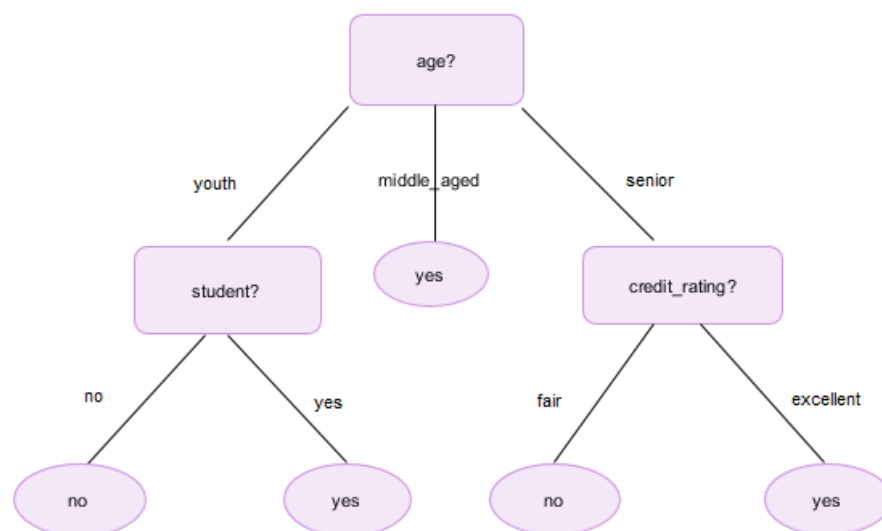 age?
youth
middle_aged
senior
student?
yes
credit_rating?
no
yes
fair
excellent
no
yes
no
yes